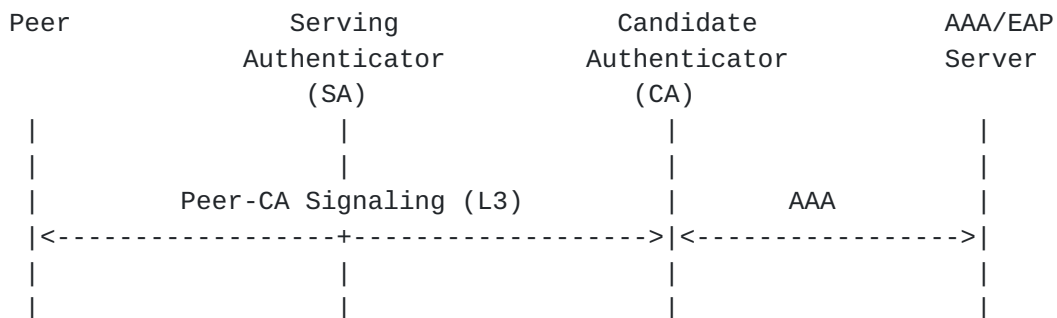 Peer Serving Candidate AAA/EAP
Authenticator Authenticator Server
(SA) (CA)
Peer-CA Signaling (L3) AAA